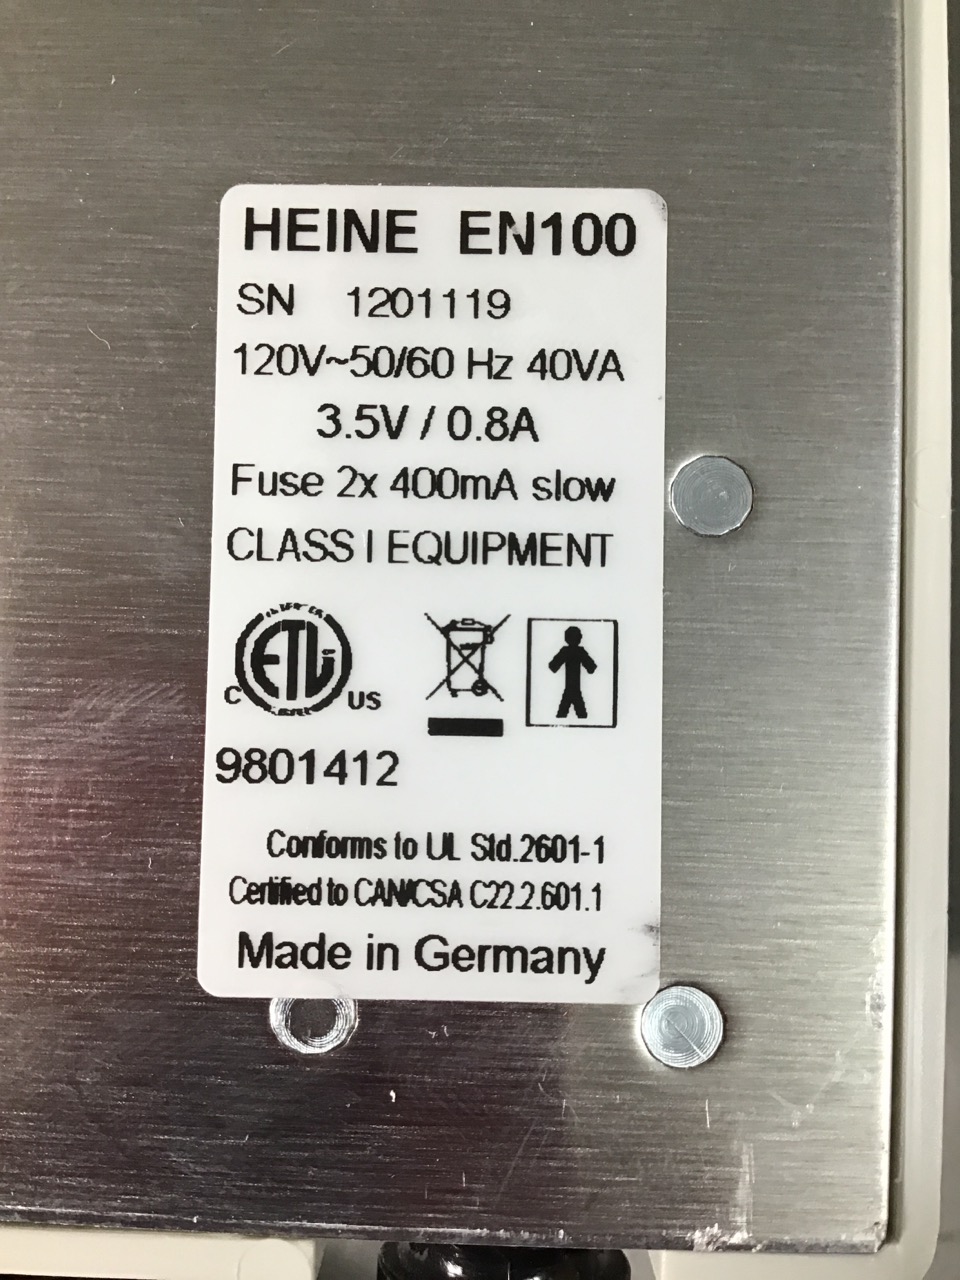 HEINE EN100
SN 1201119
120V~50/60 Hz 40VA
3.5V / 0.8A
Fuse 2x 400mA slow
CLASS I EQUIPMENT
ETL
C US
9801412
Conforms to UL Std.2601-1
Certified to CAN/CSA C22.2.601.1
Made in Germany